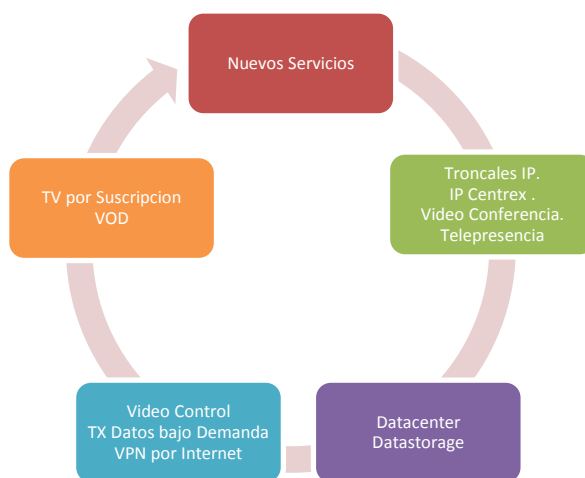 Nuevos Servicios
Troncales IP.
IP Centrex .
Video Conferencia.
Telepresencia
Datacenter
Datastorage
Video Control
TX Datos bajo Demanda
VPN por Internet
TV por Suscripcion
VOD